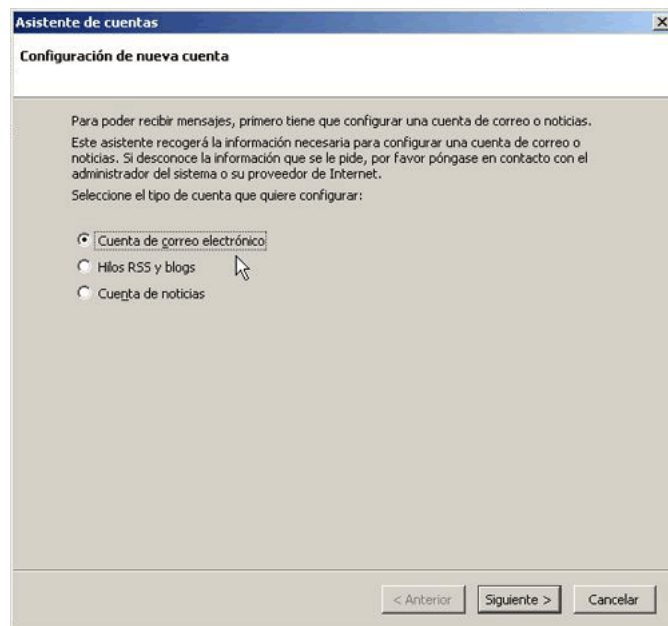 Asistente de cuentas
Configuración de nueva cuenta
Para poder recibir mensajes, primero tiene que configurar una cuenta de correo o noticias.
Este asistente recogerá la información necesaria para configurar una cuenta de correo o
noticias. Si desconoce la información que se le pide, por favor póngase en contacto con el
administrador del sistema o su proveedor de Internet.
Seleccione el tipo de cuenta que quiere configurar:
Cuenta de correo electrónico
Hilos RSS y blogs
Cuenta de noticias
< Anterior
Siguiente >
Cancelar